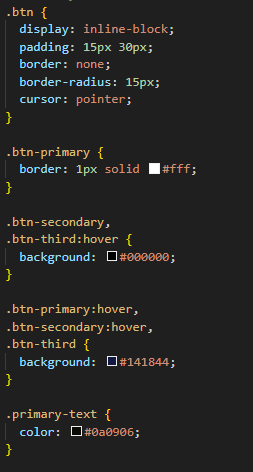 .btn {
  display: inline-block;
  padding: 15px 30px;
  border: none;
  border-radius: 15px;
  cursor: pointer;
}

.btn-primary {
  border: 1px solid #fff;
}

.btn-secondary,
.btn-third:hover {
  background: #000000;
}

.btn-primary:hover,
.btn-secondary:hover,
.btn-third {
  background: #141844;
}

.primary-text {
  color: #0a0906;
}